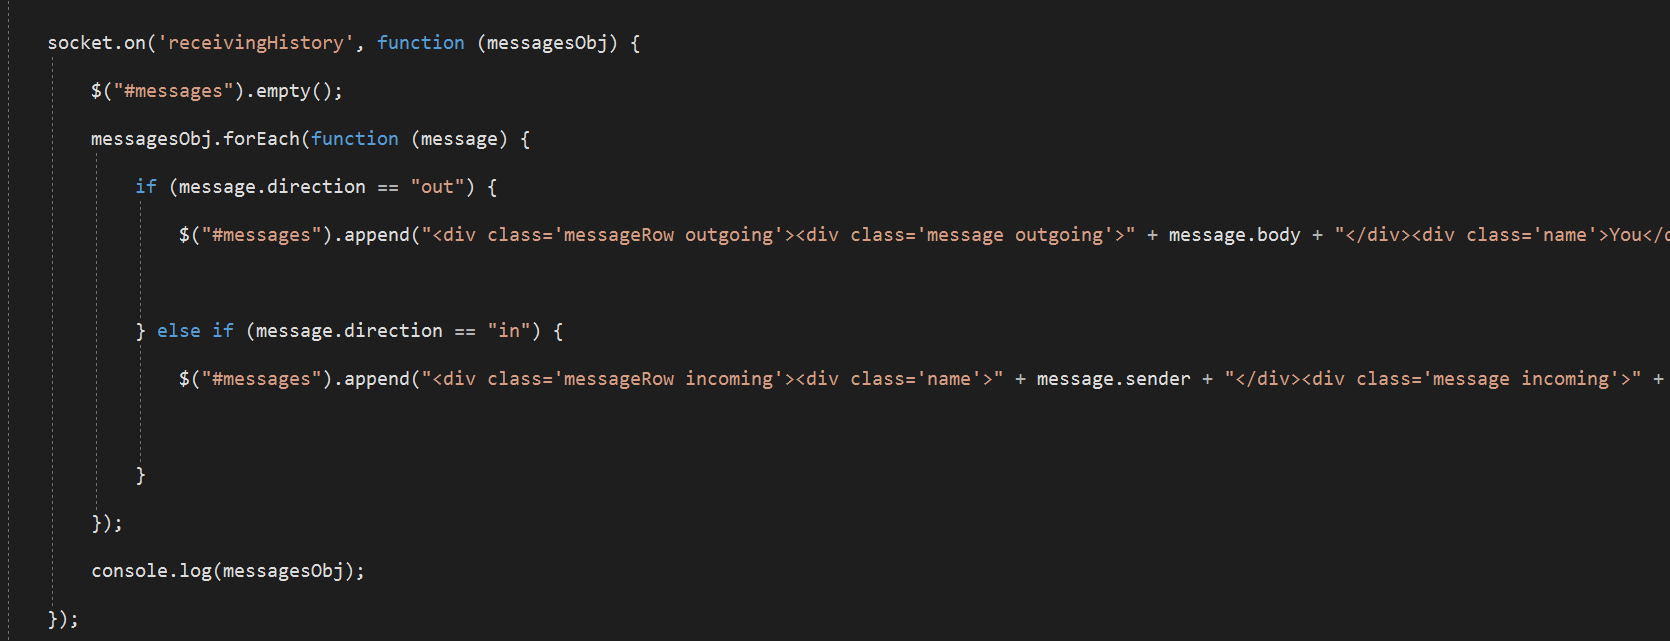 socket.on('receivingHistory', function (messagesObj) {
$("#messages").empty();
messagesObj.forEach(function (message) {
if (message.direction == "out") {
$("#messages").append("<div class='messageRow outgoing'><div class='message outgoing'>" + message.body + "</div><div class='name'>You</
} else if (message.direction == "in") {
$("#messages").append("<div class='messageRow incoming'><div class='name'>" + message.sender + "</div><div class='message incoming'>" +
}
});
console.log(messagesObj);
});